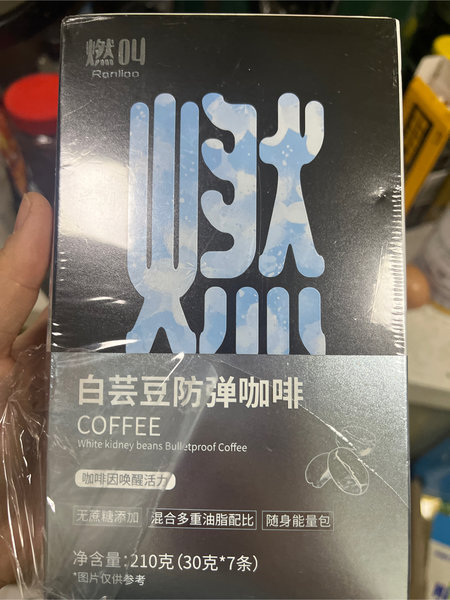 燃叫
Ranliao
燃
白芸豆防弹咖啡
COFFEE
White kidney beans Bulletproof Coffee
咖啡因唤醒活力
无蔗糖添加 混合多重油脂配比 随身能量包
净含量:210克(30克*7条)
*图片仅供参考